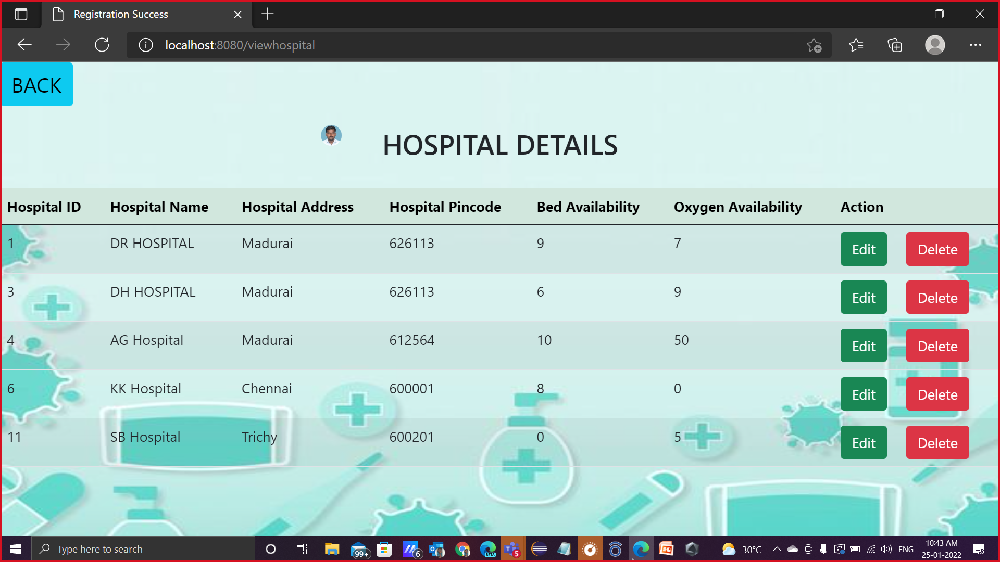 Registration Success
localhost:8080/viewhospital
BACK
HOSPITAL DETAILS
Hospital ID Hospital Name Hospital Address Hospital Pincode Bed Availability Oxygen Availability Action
1 DR HOSPITAL Madurai 626113 9 7 Edit Delete
3 DH HOSPITAL Madurai 626113 6 9 Edit Delete
4 AG Hospital Madurai 612564 10 50 Edit Delete
6 KK Hospital Chennai 600001 8 0 Edit Delete
11 SB Hospital Trichy 600201 0 5 Edit Delete
Type here to search 99+ 6 BETA 5 30°C ENG 10:43 AM
25-01-2022